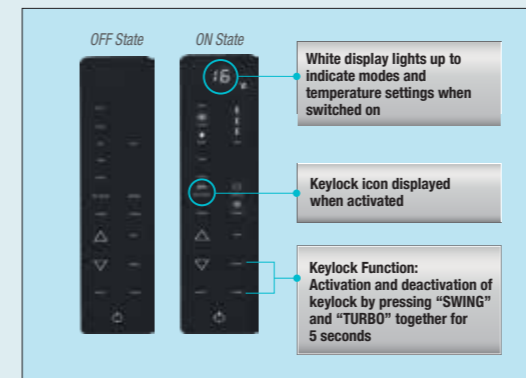 OFF State
ON State
16
White display lights up to
indicate modes and
temperature settings when
switched on
Keylock icon displayed
when activated
Keylock Function:
Activation and deactivation of
keylock by pressing “SWING”
and “TURBO” together for
5 seconds